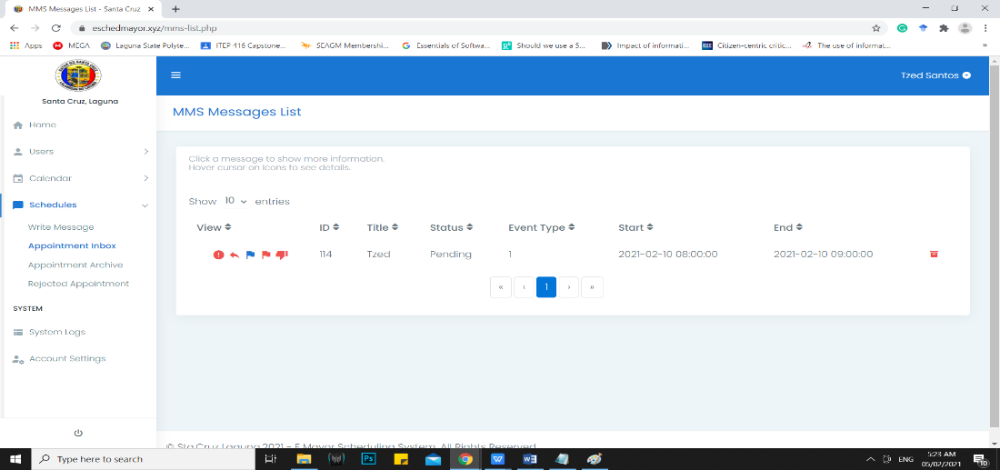 MMS Messages List - Santa Cruz
eschedmayor.xyz/mms-list.php
Apps
MEGA
Laguna State Polyte...
ITEP 416 Capstone...
SEAGM Membershi...
Essentials of Softwa...
Should we use a 5...
Impact of informati...
Citizen-centric critic...
The use of informat...
»
Santa Cruz, Laguna
Tzed Santos
MMS Messages List
Home
Users
Calendar
Schedules
Write Message
Appointment Inbox
Appointment Archive
Rejected Appointment
SYSTEM
System Logs
Account Settings
Click a message to show more information.
Hover cursor on icons to see details.
Show 10 entries
View ID Title Status Event Type Start End
114 Tzed Pending 1 2021-02-10 08:00:00 2021-02-10 09:00:00
« ‹ 1 › »
© Sta Cruz Laguna 2021 - E Mayor Scheduling System. All Rights Reserved
Type here to search
Ps
ENG
5:23 AM
05/02/2021
10